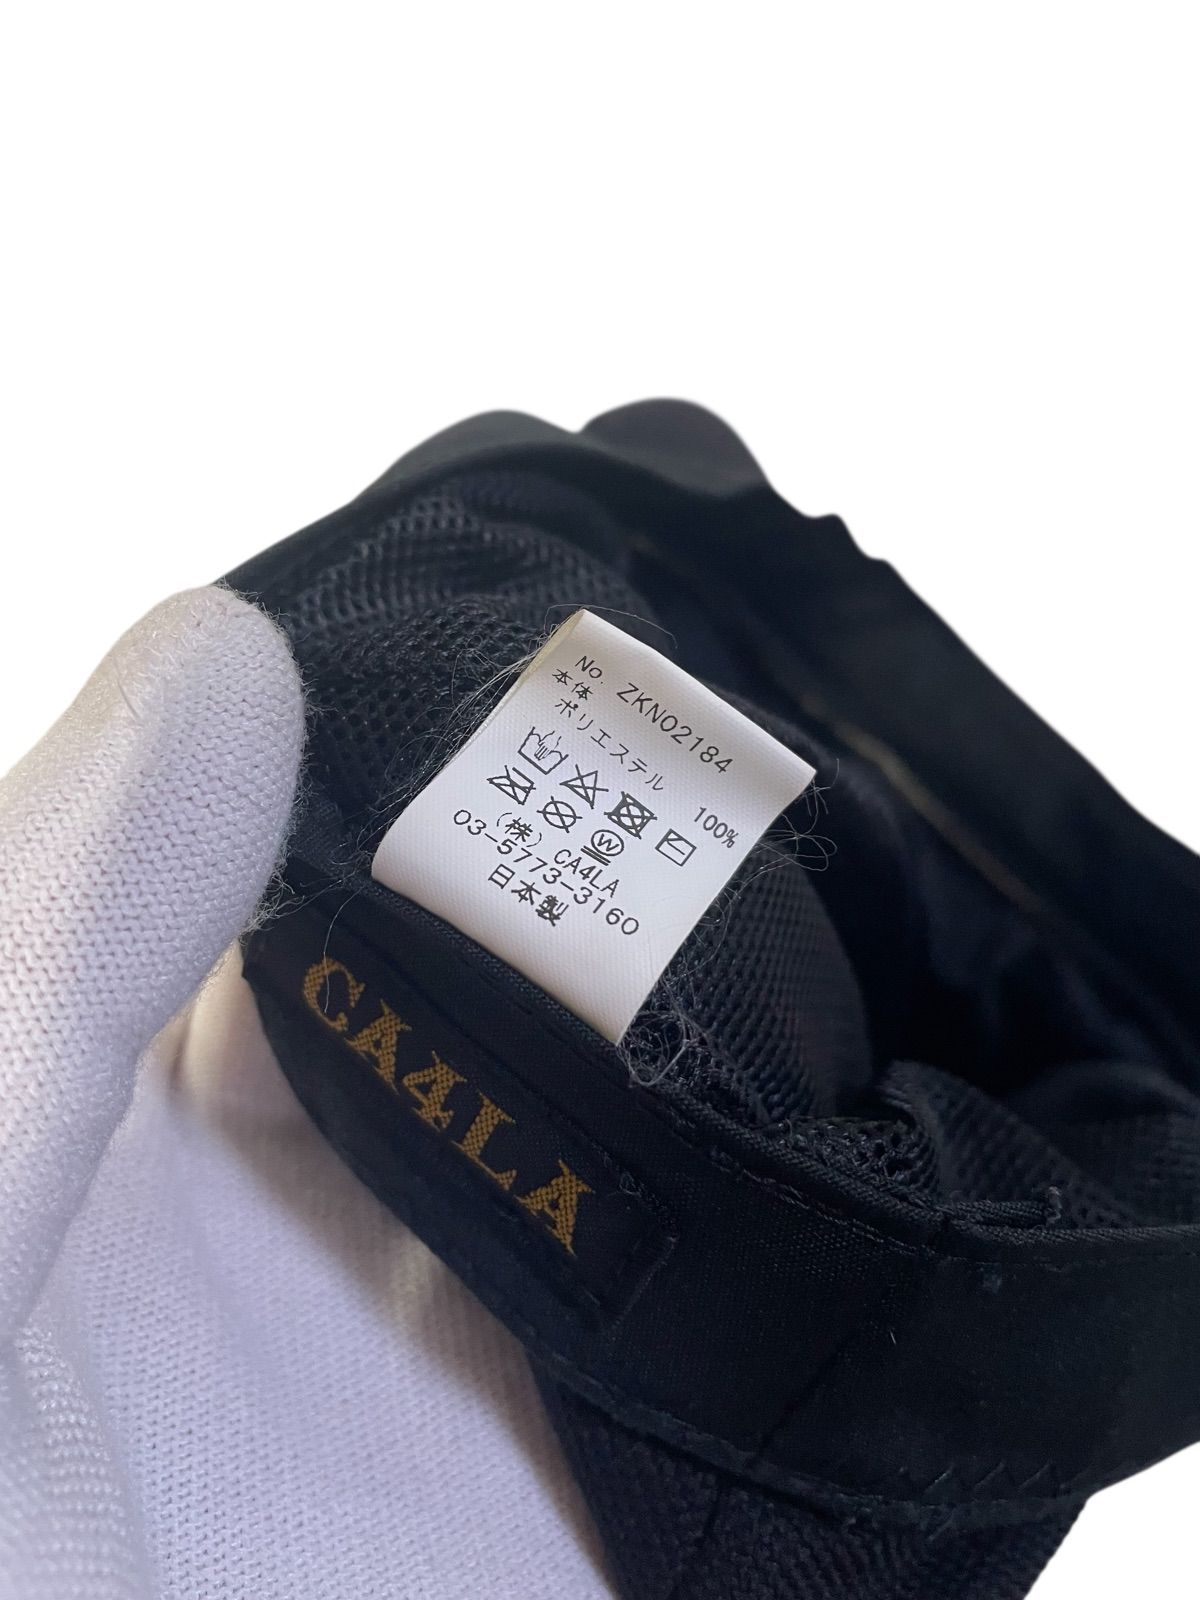 No. ZKN02184
本体
ポリエステル 100%
W
(株) CA4LA
03-5773-3160
日本製
CA4LA